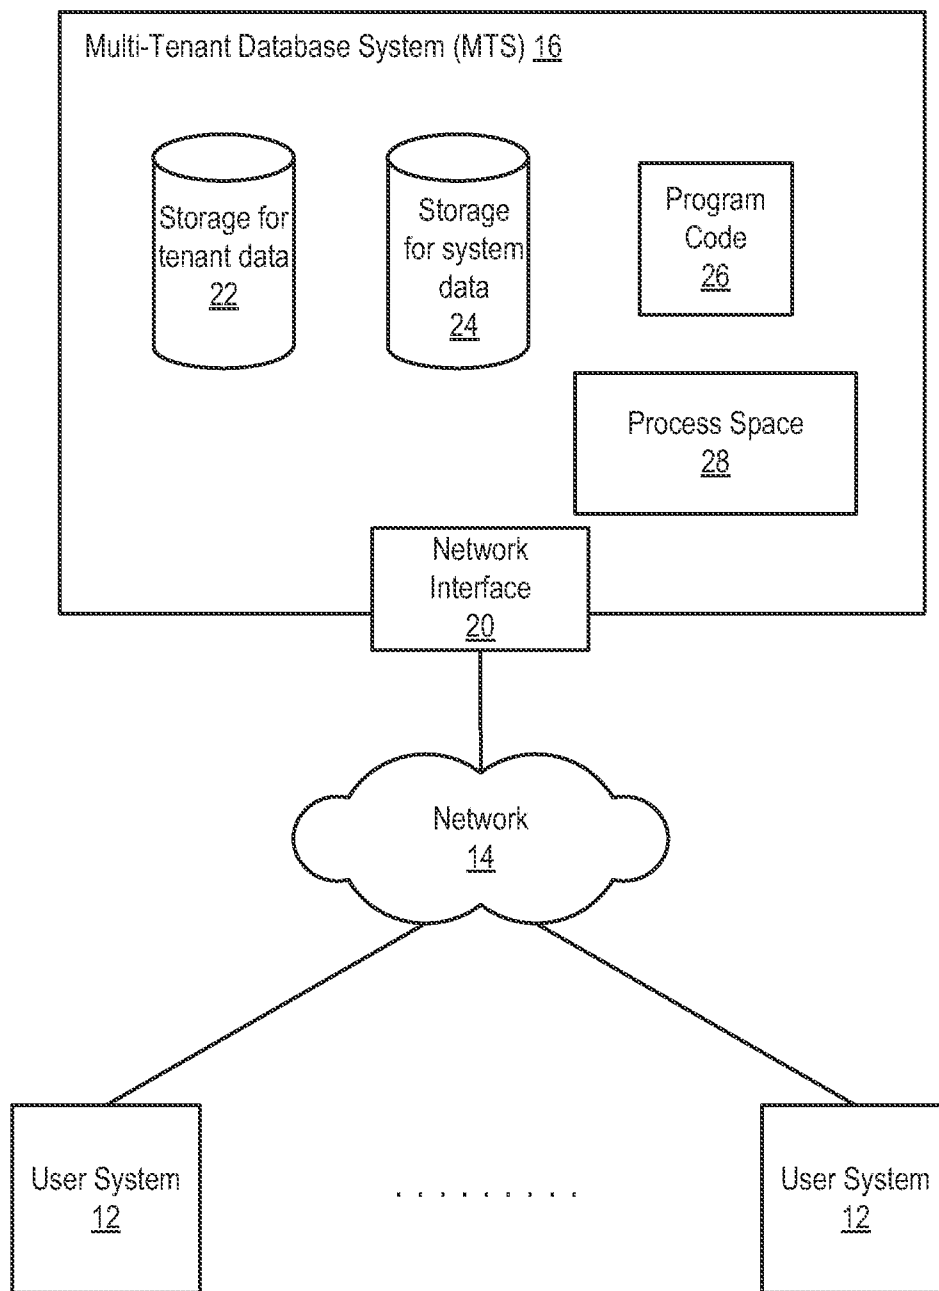 Multi-Tenant Database System (MTS) 16
Storage for
tenant data
22
Storage
for system
data
24
Program
Code
26
Process Space
28
Network
Interface
20
Network
14
User System
12
. . . . . . . . .
User System
12